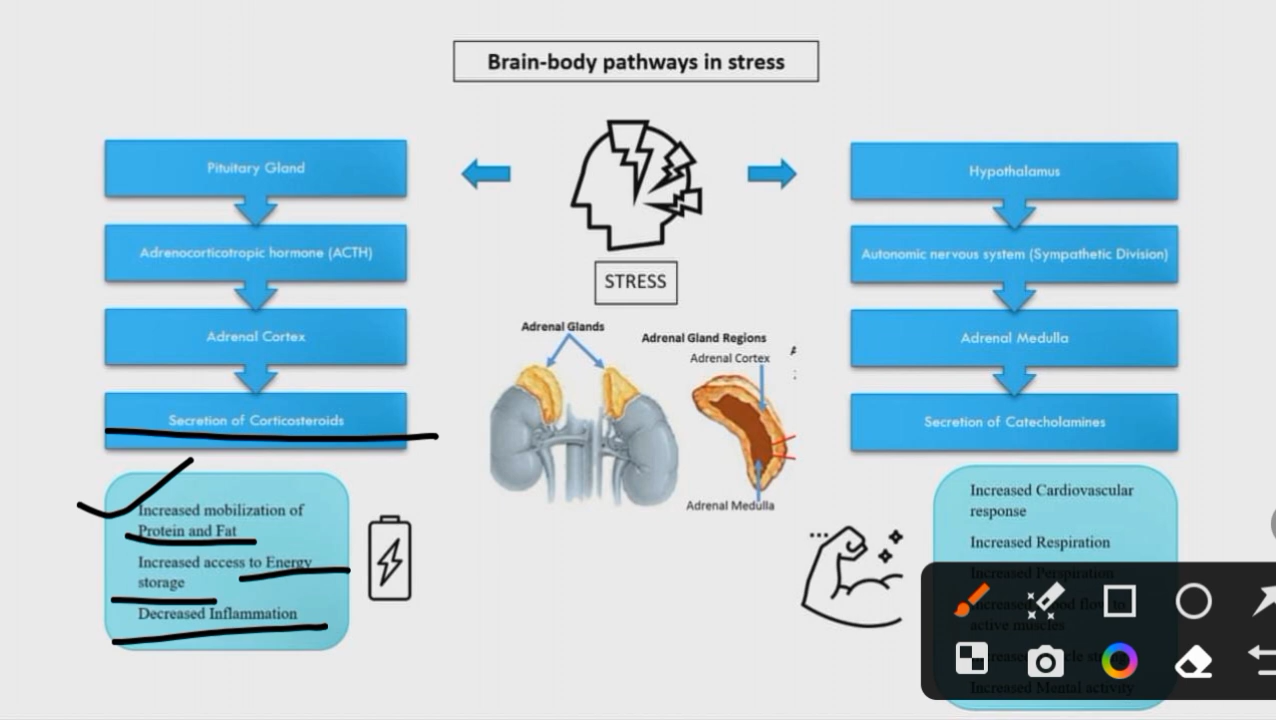 Brain-body pathways in stress
Pituitary Gland
Adrenocorticotropic hormone (ACTH)
Adrenal Cortex
Secretion of Corticosteroids
Increased mobilization of
Protein and Fat
Increased access to Energy
storage
Decreased Inflammation
STRESS
Adrenal Glands
Adrenal Gland Regions
Adrenal Cortex
Adrenal Medulla
Hypothalamus
Autonomic nervous system (Sympathetic Division)
Adrenal Medulla
Secretion of Catecholamines
Increased Cardiovascular
response
Increased Respiration
Increased Perspiration
active muscles
Increased Mental activity